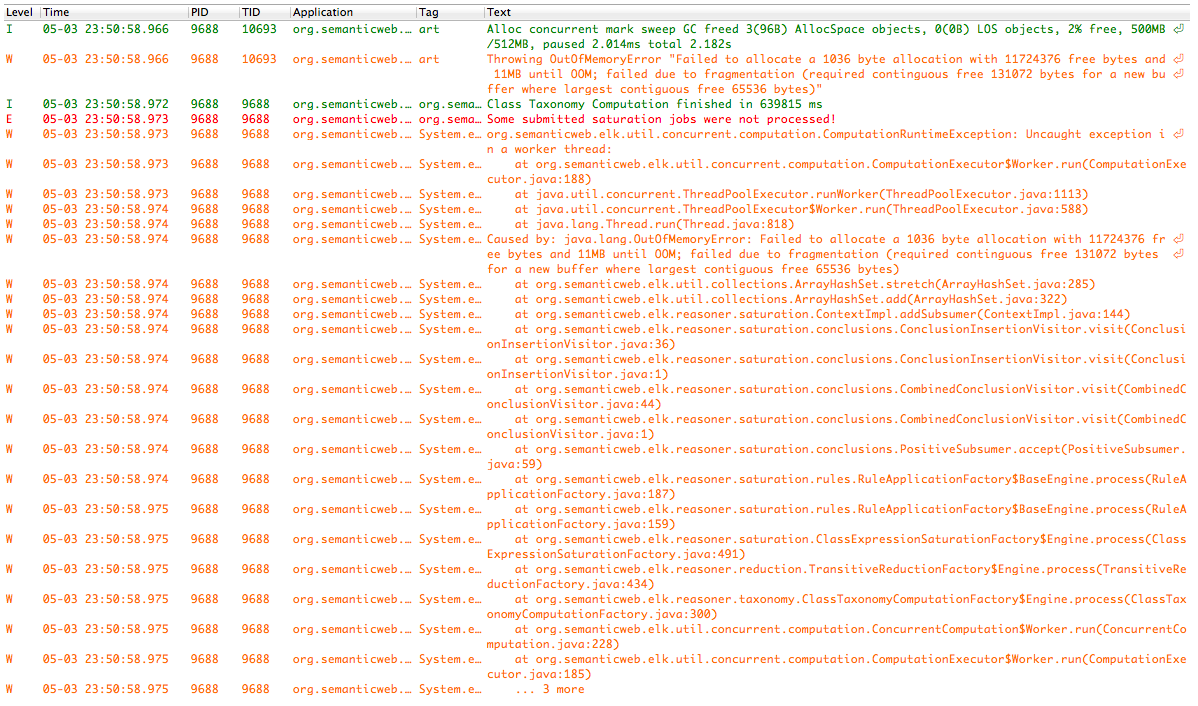 Level Time PID TID Application Tag Text
I 05-03 23:50:58.966 9688 10693 org.semanticweb.… art Alloc concurrent mark sweep GC freed 3(96B) AllocSpace objects, 0(0B) LOS objects, 2% free, 500MB ⏎
/512MB, paused 2.014ms total 2.182s
W 05-03 23:50:58.966 9688 10693 org.semanticweb.… art Throwing OutOfMemoryError "Failed to allocate a 1036 byte allocation with 11724376 free bytes and ⏎
11MB until OOM; failed due to fragmentation (required continguous free 131072 bytes for a new bu ⏎
ffer where largest contiguous free 65536 bytes)"
I 05-03 23:50:58.972 9688 9688 org.semanticweb.… org.sema… Class Taxonomy Computation finished in 639815 ms
E 05-03 23:50:58.973 9688 9688 org.semanticweb.… org.sema… Some submitted saturation jobs were not processed!
W 05-03 23:50:58.973 9688 9688 org.semanticweb.… System.e… org.semanticweb.elk.util.concurrent.computation.ComputationRuntimeException: Uncaught exception i ⏎
n a worker thread:
W 05-03 23:50:58.973 9688 9688 org.semanticweb.… System.e… at org.semanticweb.elk.util.concurrent.computation.ComputationExecutor$Worker.run(ComputationExe
cutor.java:188)
W 05-03 23:50:58.973 9688 9688 org.semanticweb.… System.e… at java.util.concurrent.ThreadPoolExecutor.runWorker(ThreadPoolExecutor.java:1113)
W 05-03 23:50:58.974 9688 9688 org.semanticweb.… System.e… at java.util.concurrent.ThreadPoolExecutor$Worker.run(ThreadPoolExecutor.java:588)
W 05-03 23:50:58.974 9688 9688 org.semanticweb.… System.e… at java.lang.Thread.run(Thread.java:818)
W 05-03 23:50:58.974 9688 9688 org.semanticweb.… System.e… Caused by: java.lang.OutOfMemoryError: Failed to allocate a 1036 byte allocation with 11724376 fr ⏎
ee bytes and 11MB until OOM; failed due to fragmentation (required continguous free 131072 bytes ⏎
for a new buffer where largest contiguous free 65536 bytes)
W 05-03 23:50:58.974 9688 9688 org.semanticweb.… System.e… at org.semanticweb.elk.util.collections.ArrayHashSet.stretch(ArrayHashSet.java:285)
W 05-03 23:50:58.974 9688 9688 org.semanticweb.… System.e… at org.semanticweb.elk.util.collections.ArrayHashSet.add(ArrayHashSet.java:322)
W 05-03 23:50:58.974 9688 9688 org.semanticweb.… System.e… at org.semanticweb.elk.reasoner.saturation.ContextImpl.addSubsumer(ContextImpl.java:144)
W 05-03 23:50:58.974 9688 9688 org.semanticweb.… System.e… at org.semanticweb.elk.reasoner.saturation.conclusions.ConclusionInsertionVisitor.visit(Conclusi
onInsertionVisitor.java:36)
W 05-03 23:50:58.974 9688 9688 org.semanticweb.… System.e… at org.semanticweb.elk.reasoner.saturation.conclusions.ConclusionInsertionVisitor.visit(Conclusi
onInsertionVisitor.java:1)
W 05-03 23:50:58.974 9688 9688 org.semanticweb.… System.e… at org.semanticweb.elk.reasoner.saturation.conclusions.CombinedConclusionVisitor.visit(CombinedC
onclusionVisitor.java:44)
W 05-03 23:50:58.974 9688 9688 org.semanticweb.… System.e… at org.semanticweb.elk.reasoner.saturation.conclusions.CombinedConclusionVisitor.visit(CombinedC
onclusionVisitor.java:1)
W 05-03 23:50:58.974 9688 9688 org.semanticweb.… System.e… at org.semanticweb.elk.reasoner.saturation.conclusions.PositiveSubsumer.accept(PositiveSubsumer.
java:59)
W 05-03 23:50:58.974 9688 9688 org.semanticweb.… System.e… at org.semanticweb.elk.reasoner.saturation.rules.RuleApplicationFactory$BaseEngine.process(RuleA
pplicationFactory.java:187)
W 05-03 23:50:58.975 9688 9688 org.semanticweb.… System.e… at org.semanticweb.elk.reasoner.saturation.rules.RuleApplicationFactory$BaseEngine.process(RuleA
pplicationFactory.java:159)
W 05-03 23:50:58.975 9688 9688 org.semanticweb.… System.e… at org.semanticweb.elk.reasoner.saturation.ClassExpressionSaturationFactory$Engine.process(Class
ExpressionSaturationFactory.java:491)
W 05-03 23:50:58.975 9688 9688 org.semanticweb.… System.e… at org.semanticweb.elk.reasoner.reduction.TransitiveReductionFactory$Engine.process(TransitiveRe
ductionFactory.java:434)
W 05-03 23:50:58.975 9688 9688 org.semanticweb.… System.e… at org.semanticweb.elk.reasoner.taxonomy.ClassTaxonomyComputationFactory$Engine.process(ClassTax
onomyComputationFactory.java:300)
W 05-03 23:50:58.975 9688 9688 org.semanticweb.… System.e… at org.semanticweb.elk.util.concurrent.computation.ConcurrentComputation$Worker.run(ConcurrentCo
mputation.java:228)
W 05-03 23:50:58.975 9688 9688 org.semanticweb.… System.e… at org.semanticweb.elk.util.concurrent.computation.ComputationExecutor$Worker.run(ComputationExe
cutor.java:185)
W 05-03 23:50:58.975 9688 9688 org.semanticweb.… System.e… ... 3 more